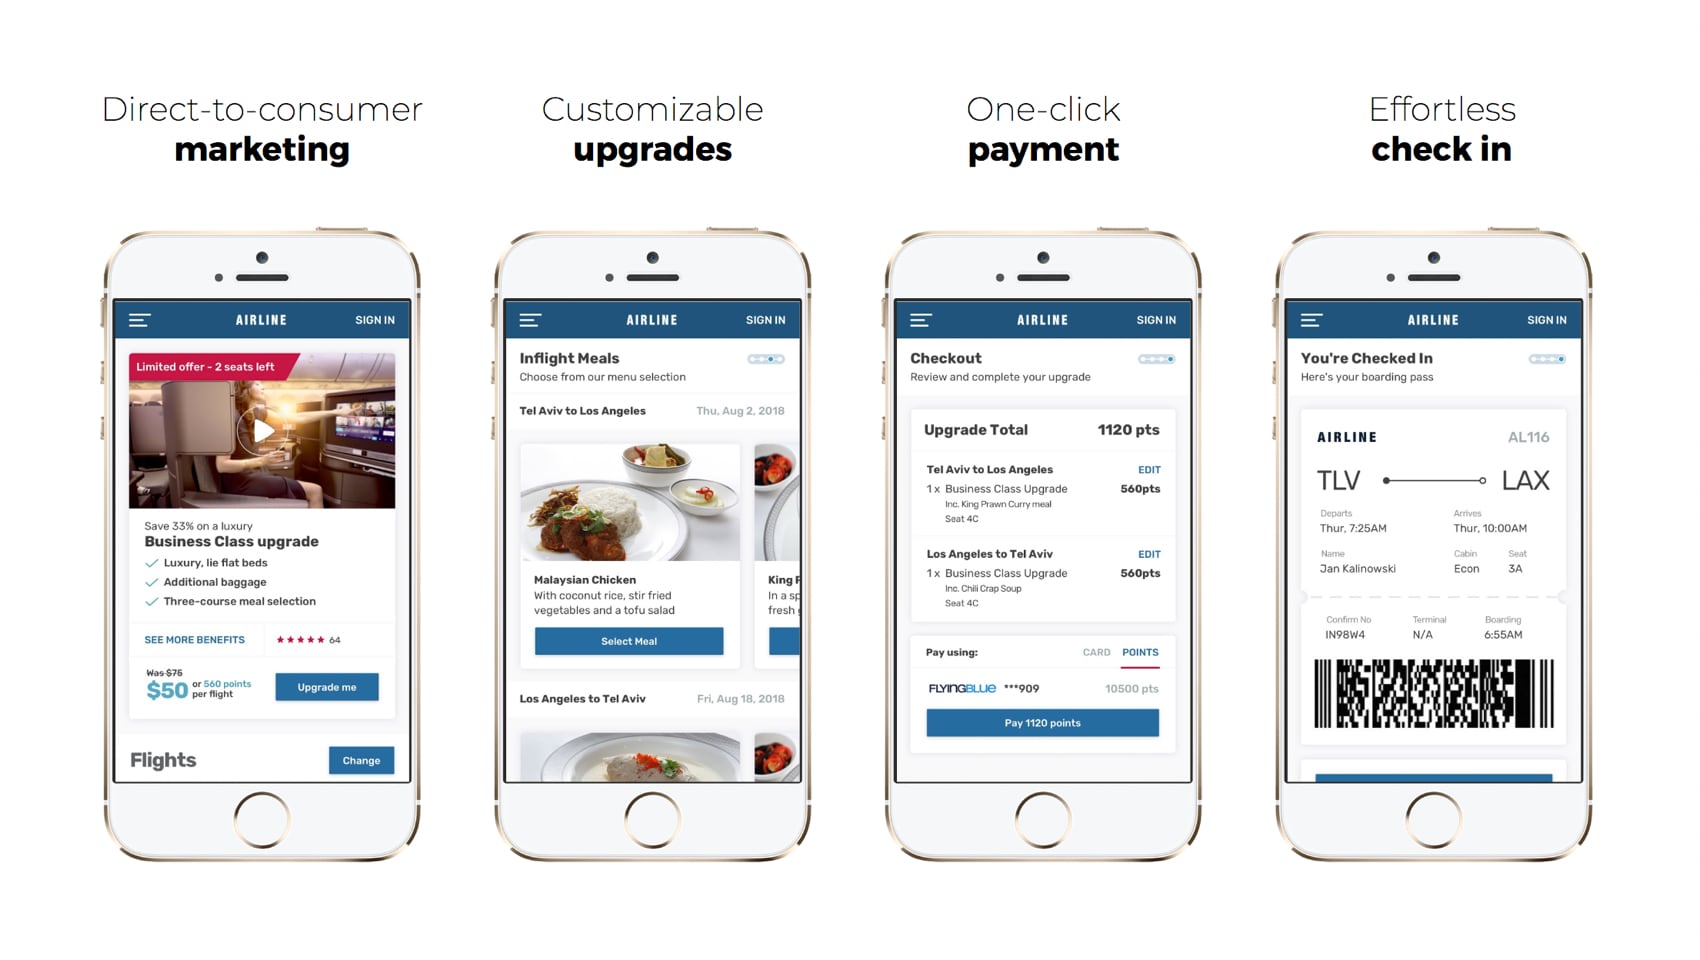 Direct-to-consumer
marketing
AIRLINE
SIGN IN
Limited offer - 2 seats left
Save 33% on a luxury
Business Class upgrade
Luxury, lie flat beds
Additional baggage
Three-course meal selection
SEE MORE BENEFITS
64
Was $75
$50 or 560 points
per flight
Upgrade me
Flights
Change
Customizable
upgrades
AIRLINE
SIGN IN
Inflight Meals
Choose from our menu selection
Tel Aviv to Los Angeles
Thu, Aug 2, 2018
Malaysian Chicken
With coconut rice, stir fried
vegetables and a tofu salad
Select Meal
King
In a sp
fresh
Los Angeles to Tel Aviv
Fri, Aug 18, 2018
One-click
payment
AIRLINE
SIGN IN
Checkout
Review and complete your upgrade
Upgrade Total
1120 pts
Tel Aviv to Los Angeles
EDIT
1 x Business Class Upgrade
560pts
Inc. King Prawn Curry meal
Seat 4C
Los Angeles to Tel Aviv
EDIT
1 x Business Class Upgrade
560pts
Inc. Chili Crap Soup
Seat 4C
Pay using:
CARD
POINTS
FLYINGBLUE ***909
10500 pts
Pay 1120 points
Effortless
check in
AIRLINE
SIGN IN
You're Checked In
Here's your boarding pass
AIRLINE
AL116
TLV
LAX
Departs
Arrives
Thur, 7:25AM
Thur, 10:00AM
Name
Cabin
Seat
Jan Kalinowski
Econ
3A
Confirm No
Terminal
Boarding
IN98W4
N/A
6:55AM